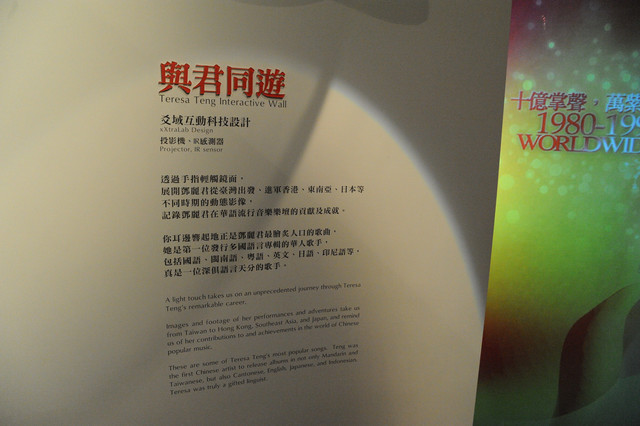 與君同遊
Teresa Teng Interactive Wall
爻域互動科技設計
xXtraLab Design
投影機、IR感測器
Projector, IR sensor
透過手指輕觸鏡面，
展開鄧麗君從臺灣出發、進軍香港、東南亞、日本等
不同時期的動態影像，
記錄鄧麗君在華語流行音樂樂壇的貢獻及成就。
你耳邊響起地正是鄧麗君最膾炙人口的歌曲，
她是第一位發行多國語言專輯的華人歌手，
包括國語、閩南語、粵語、英文、日語、印尼語等，
真是一位深俱語言天分的歌手。
A light touch takes us on an unprecedented journey through Teresa
Teng's remarkable career.
Images and footage of her performances and adventures take us
from Taiwan to Hong Kong, Southeast Asia, and Japan, and remind
us of her contributions to and achievements in the world of Chinese
popular music.
These are some of Teresa Teng's most popular songs. Teng was
the first Chinese artist to release albums in not only Mandarin and
Taiwanese, but also Cantonese, English, Japanese, and Indonesian.
Teresa was truly a gifted linguist.
十億掌聲，萬
1980-19
WORLDWID